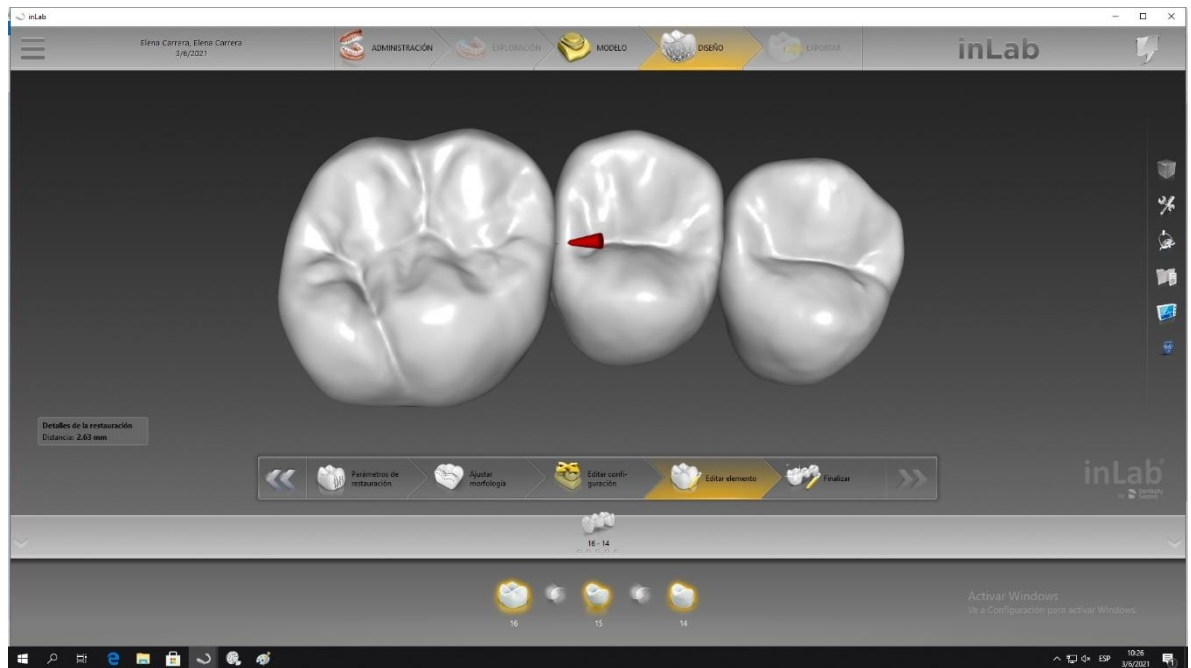 inLab
Elena Carrera, Elena Carrera
3/6/2021
ADMINISTRACIÓN
EXPLORACIÓN
MODELO
DISEÑO
EXPORTAR
inLab
Detalles de la restauración
Distancia: 2.63 mm
Parámetros de
restauración
Ajustar
morfología
Editar confi-
guración
Editar elemento
Finalizar
inLab
Dentsply
Sirona
16 - 14
16
15
14
Activar Windows
Ve a Configuración para activar Windows.
ESP
10:26
3/6/2021